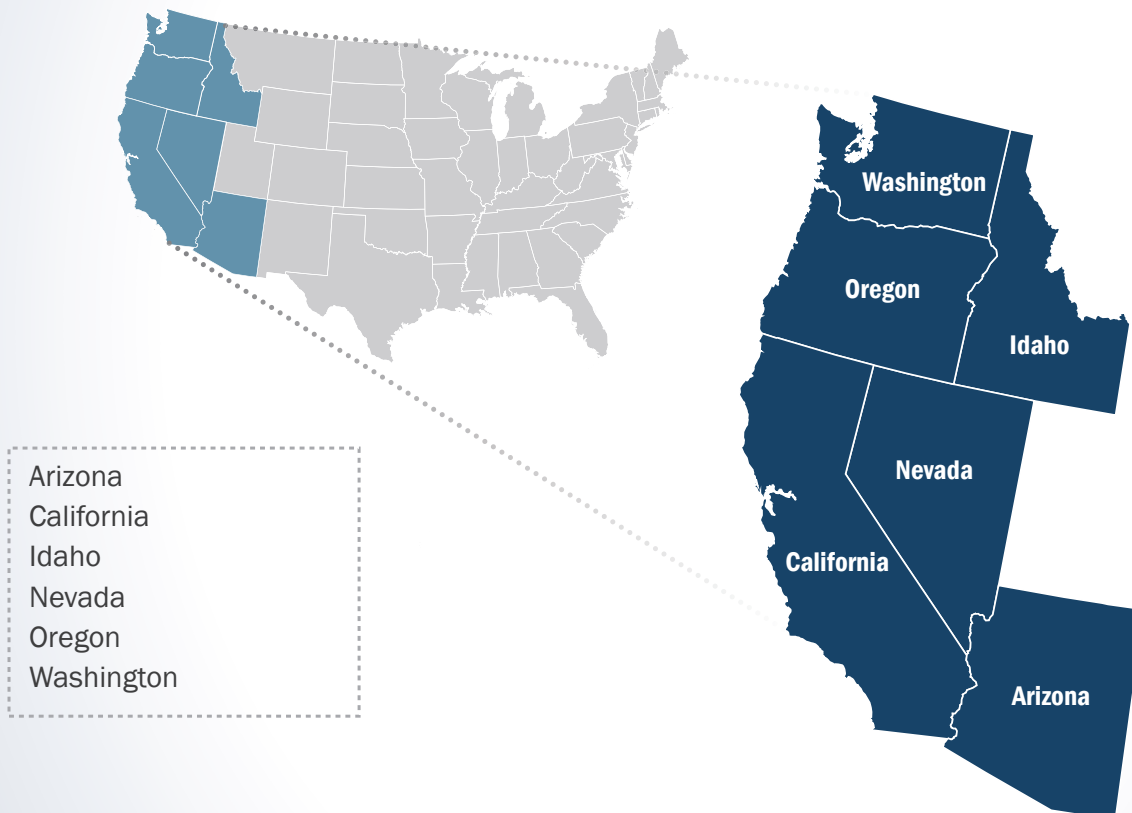 Washington
Oregon
Idaho
Nevada
California
Arizona
Arizona
California
Idaho
Nevada
Oregon
Washington